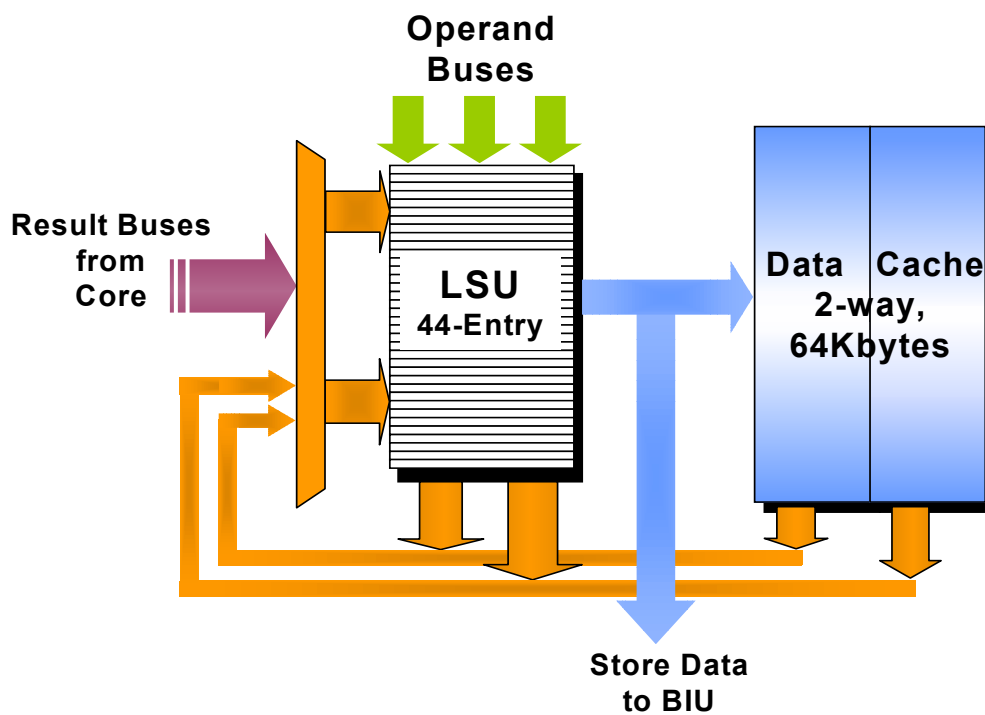 Operand
Buses
Result Buses
from
Core
LSU
44-Entry
Data Cache
2-way,
64Kbytes
Store Data
to BIU